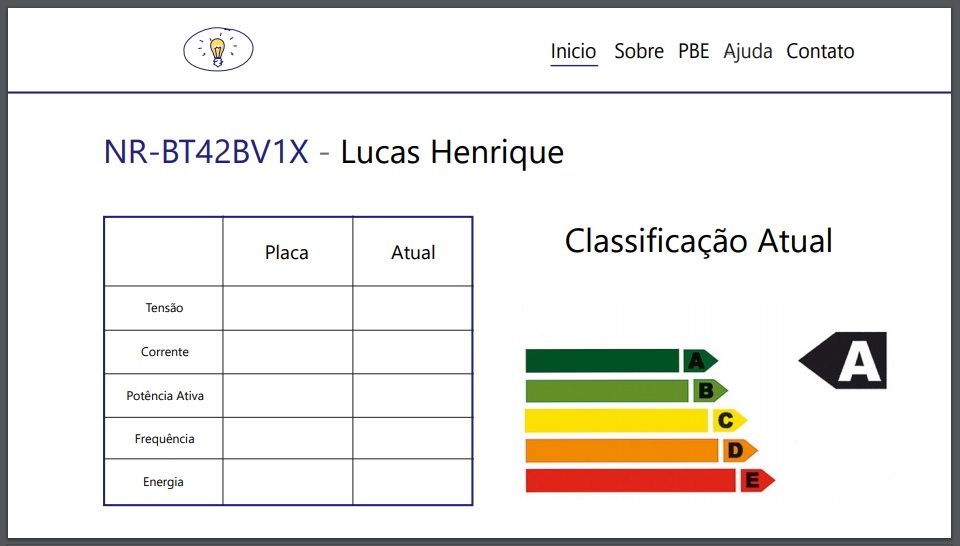 Inicio Sobre PBE Ajuda Contato
NR-BT42BV1X - Lucas Henrique
Placa Atual
Tensão
Corrente
Potência Ativa
Frequência
Energia
Classificação Atual
A
A
B
C
D
E